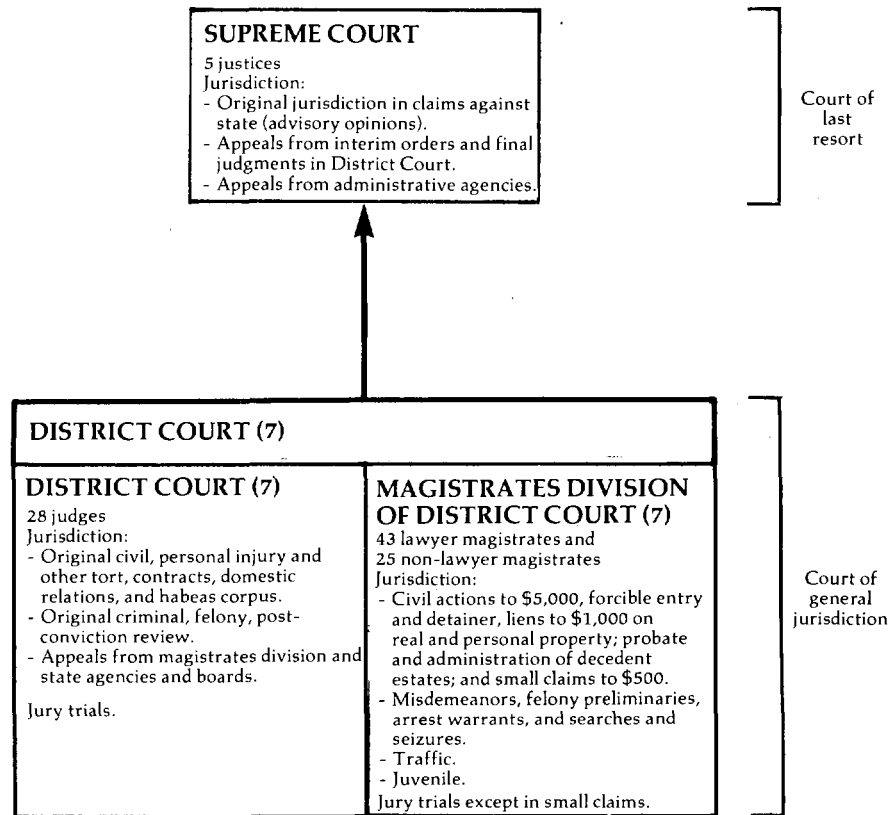 SUPREME COURT
5 justices
Jurisdiction:
- Original jurisdiction in claims against
state (advisory opinions).
- Appeals from interim orders and final
judgments in District Court.
- Appeals from administrative agencies.
Court of
last
resort
DISTRICT COURT (7)
DISTRICT COURT (7)
28 judges
Jurisdiction:
- Original civil, personal injury and
other tort, contracts, domestic
relations, and habeas corpus.
- Original criminal, felony, post-
conviction review.
- Appeals from magistrates division and
state agencies and boards.
Jury trials.
MAGISTRATES DIVISION
OF DISTRICT COURT (7)
43 lawyer magistrates and
25 non-lawyer magistrates
Jurisdiction:
- Civil actions to $5,000, forcible entry
and detainer, liens to $1,000 on
real and personal property; probate
and administration of decedent
estates; and small claims to $500.
- Misdemeanors, felony preliminaries,
arrest warrants, and searches and
seizures.
- Traffic.
- Juvenile.
Jury trials except in small claims.
Court of
general
jurisdiction